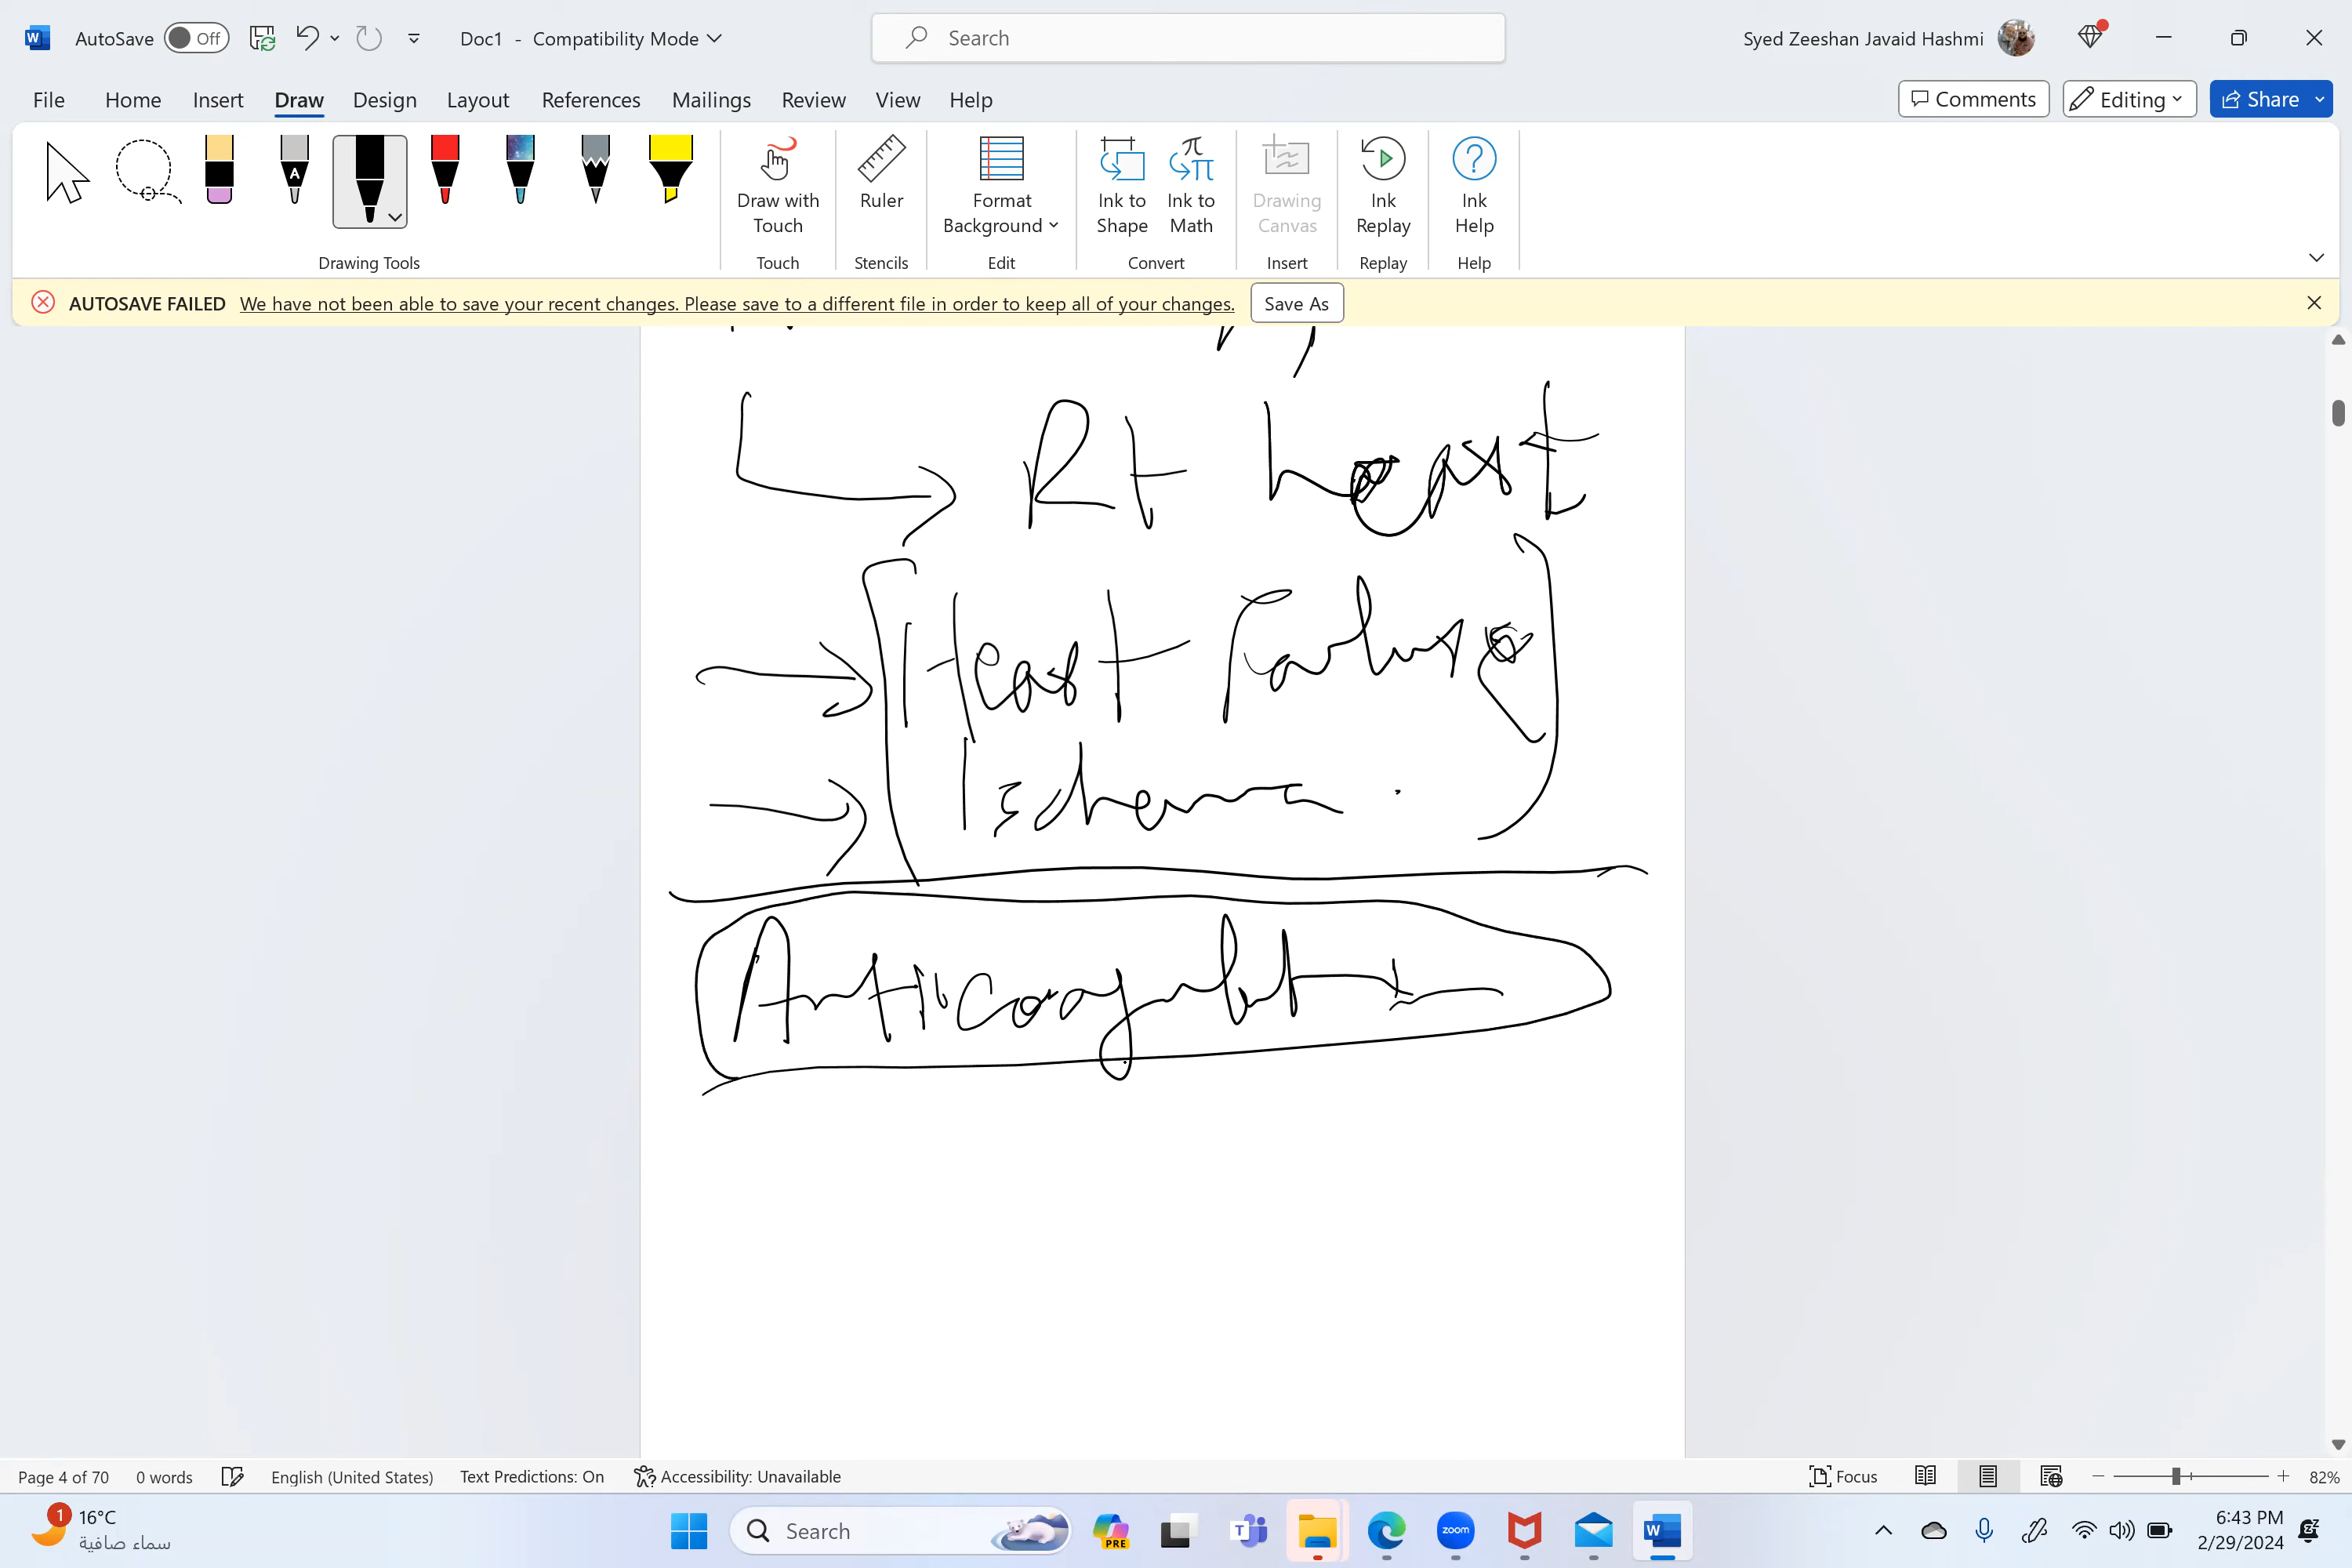 AutoSave Off Doc1 - Compatibility Mode Search Syed Zeeshan Javaid Hashmi
File Home Insert Draw Design Layout References Mailings Review View Help Comments Editing Share
A
Draw with Touch Ruler Format Background Ink to Shape Ink to Math Drawing Canvas Ink Replay Ink Help
Drawing Tools Touch Stencils Edit Convert Insert Replay Help
AUTOSAVE FAILED We have not been able to save your recent changes. Please save to a different file in order to keep all of your changes. Save As
Rt heart
Heart Failure
Ischemia
Anticoagulat
Page 4 of 70 0 words English (United States) Text Predictions: On Accessibility: Unavailable Focus 82%
1 16°C Search PRE zoom 6:43 PM
سماء صافية 2/29/2024